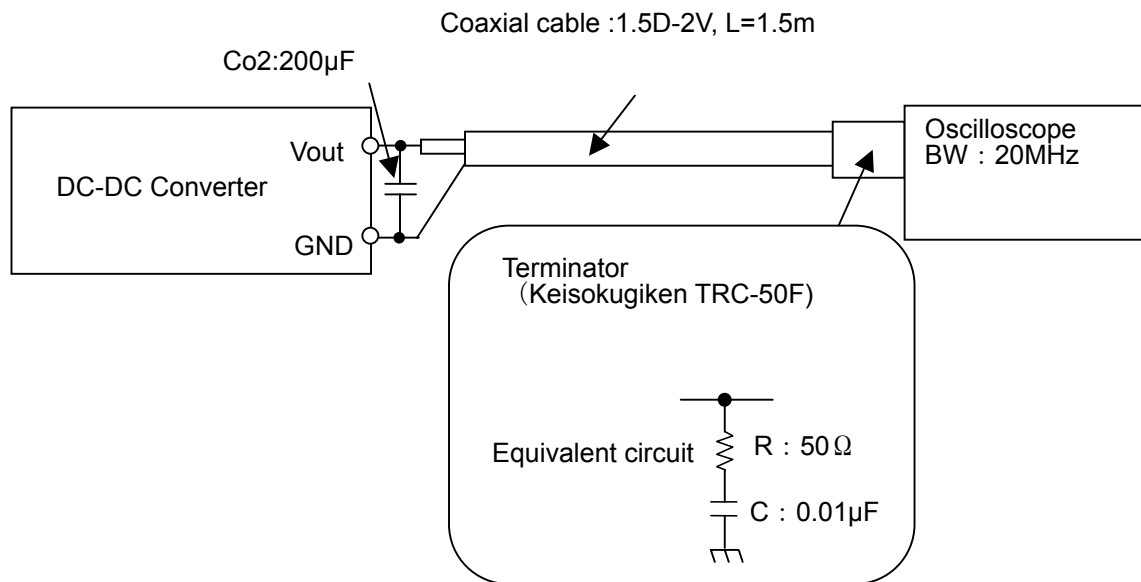 Coaxial cable :1.5D-2V, L=1.5m
Co2:200µF
Vout
DC-DC Converter
GND
Oscilloscope
BW：20MHz
Terminator
（Keisokugiken TRC-50F)
Equivalent circuit
R：50Ω
C：0.01µF